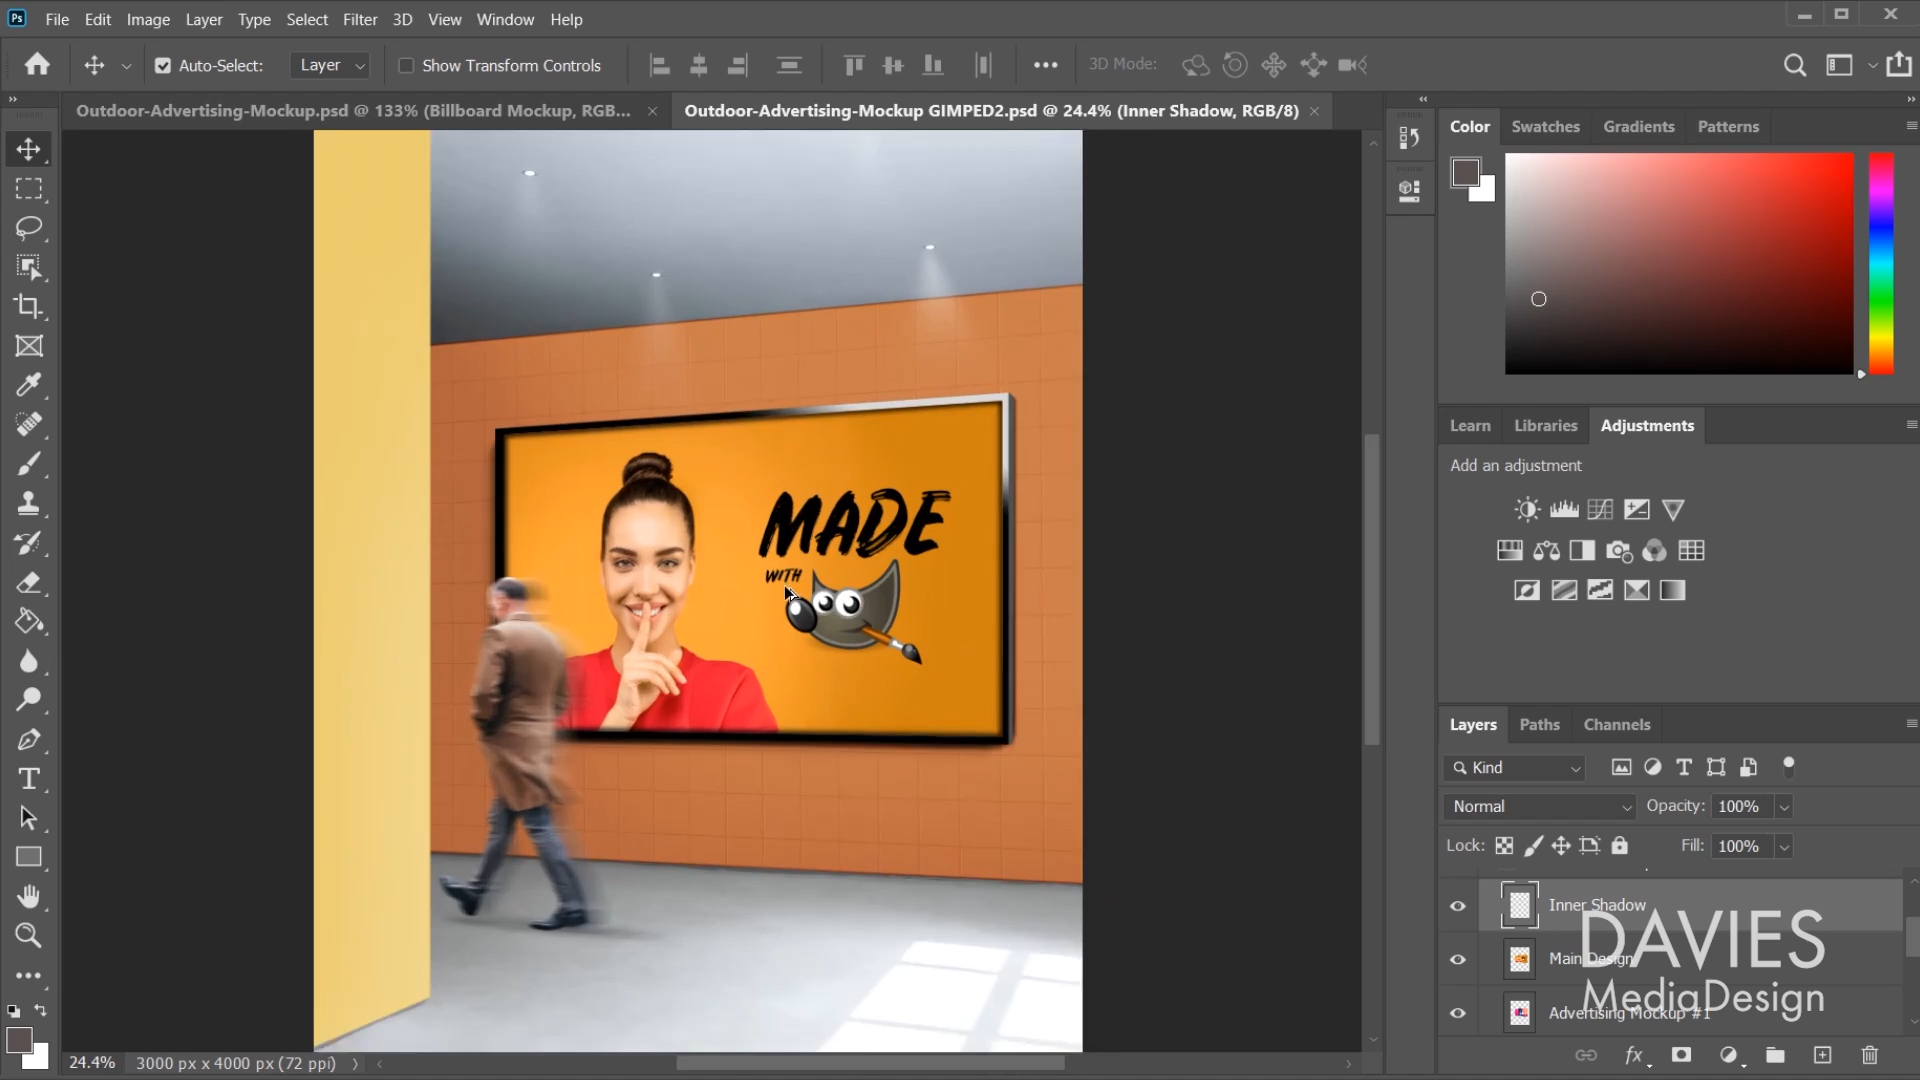 Ps File Edit Image Layer Type Select Filter 3D View Window Help
Auto-Select: Layer Show Transform Controls 3D Mode:
Outdoor-Advertising-Mockup.psd @ 133% (Billboard Mockup, RGB... Outdoor-Advertising-Mockup GIMPED2.psd @ 24.4% (Inner Shadow, RGB/8)
Color Swatches Gradients Patterns
Learn Libraries Adjustments
Add an adjustment
MADE
WITH
Layers Paths Channels
Kind
Normal Opacity: 100%
Lock: Fill: 100%
Inner Shadow
Main Design
Advertising Mockup #1
DAVIES
MediaDesign
24.4% 3000 px x 4000 px (72 ppi)